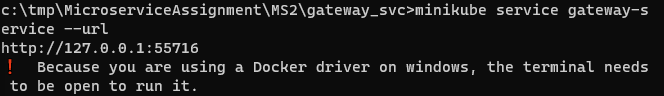 c:\tmp\MicroserviceAssignment\MS2\gateway_svc>minikube service gateway-s
ervice --url
http://127.0.0.1:55716
! Because you are using a Docker driver on windows, the terminal needs
to be open to run it.